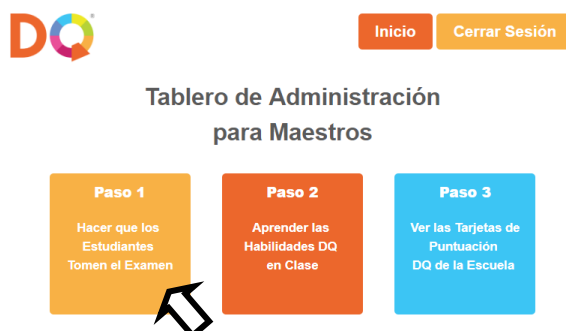 DQ
Inicio
Cerrar Sesión
Tablero de Administración
para Maestros
Paso 1
Hacer que los
Estudiantes
Tomen el Examen
Paso 2
Aprender las
Habilidades DQ
en Clase
Paso 3
Ver las Tarjetas de
Puntuación
DQ de la Escuela